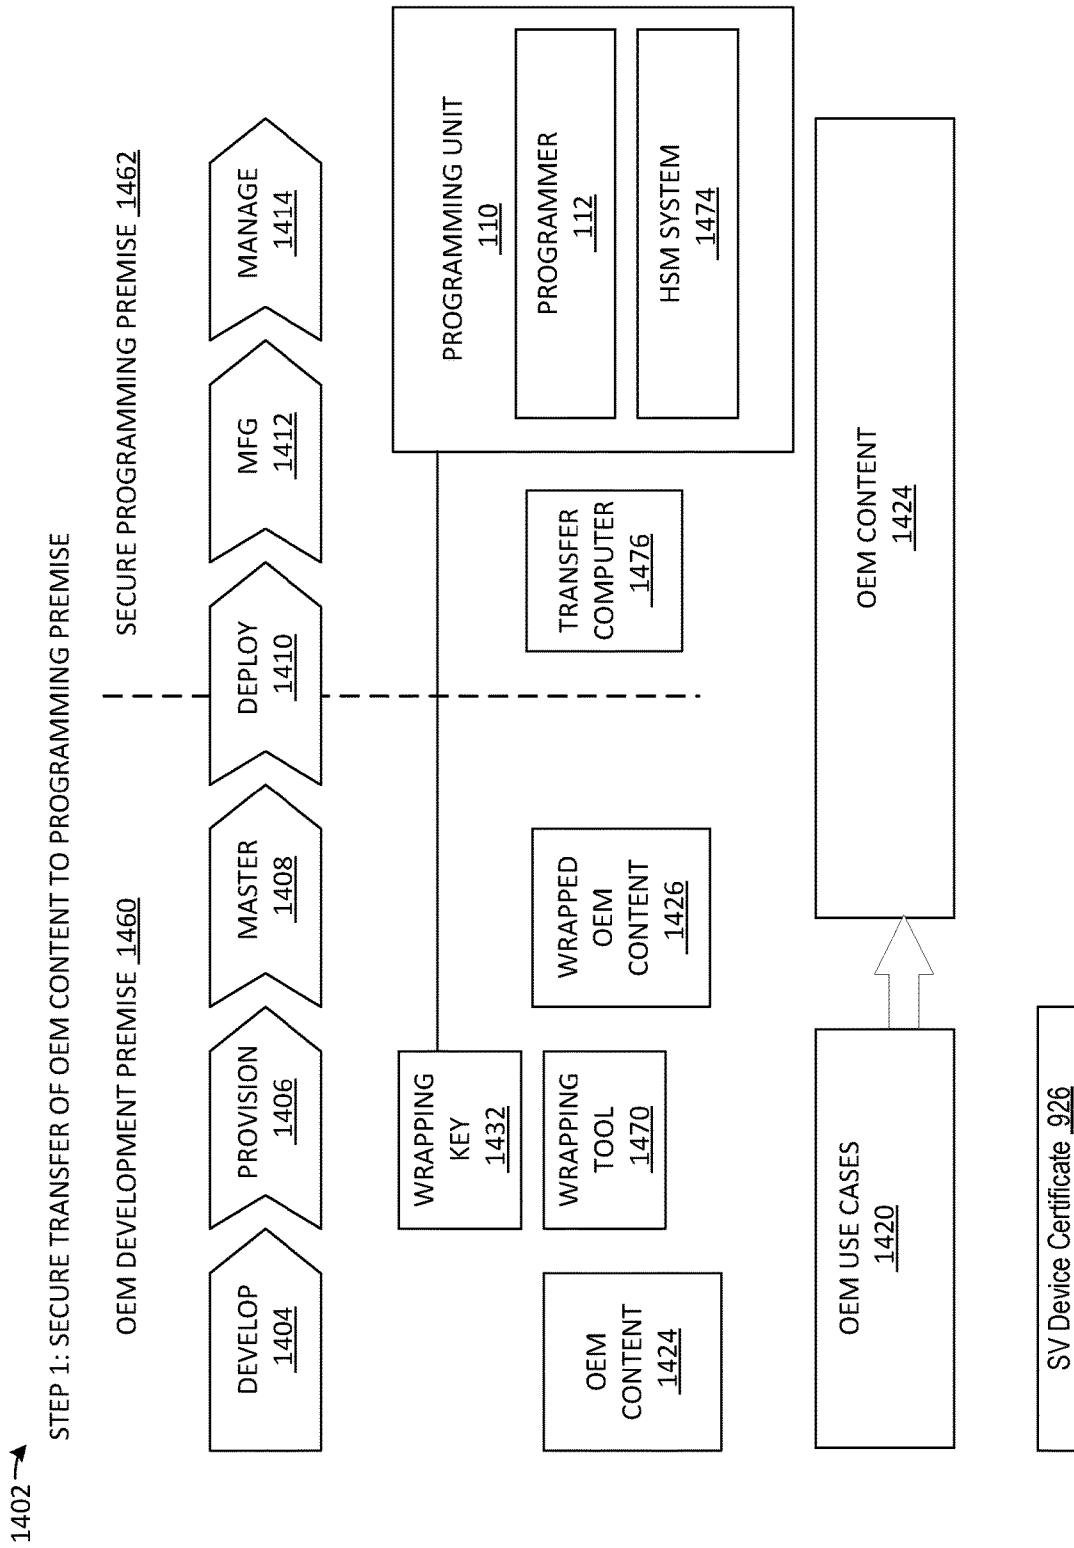 1402
STEP 1: SECURE TRANSFER OF OEM CONTENT TO PROGRAMMING PREMISE
OEM DEVELOPMENT PREMISE 1460
SECURE PROGRAMMING PREMISE 1462
DEVELOP
1404
PROVISION
1406
MASTER
1408
DEPLOY
1410
MFG
1412
MANAGE
1414
WRAPPING
KEY
1432
PROGRAMMING UNIT
110
PROGRAMMER
112
HSM SYSTEM
1474
OEM
CONTENT
1424
WRAPPING
TOOL
1470
WRAPPED
OEM
CONTENT
1426
TRANSFER
COMPUTER
1476
OEM USE CASES
1420
OEM CONTENT
1424
SV Device Certificate 926